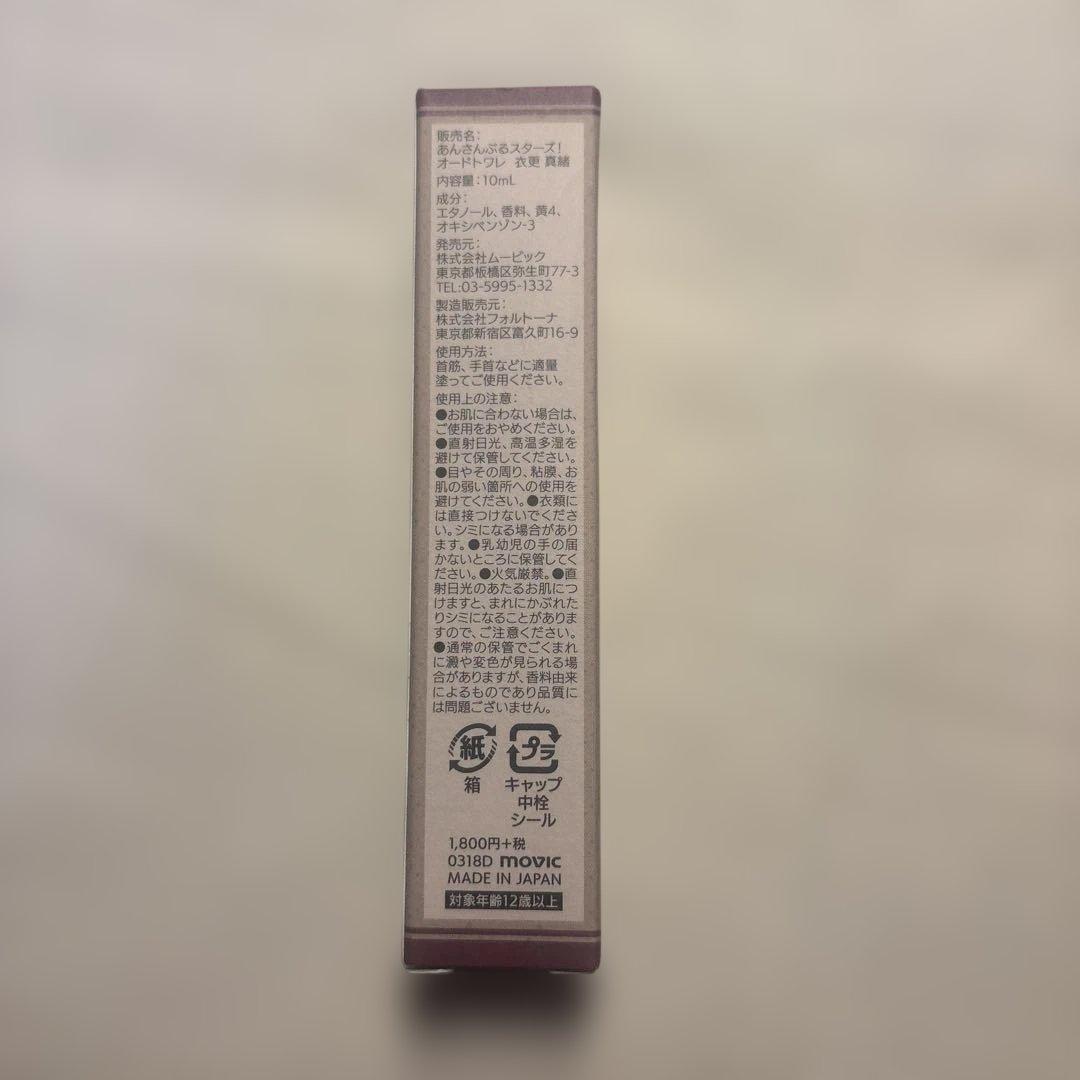 販売名：
あんさんぶるスターズ！
オードトワレ 衣更 真緒
内容量：10mL
成分：
エタノール、香料、黄4、
オキシベンゾン-3
発売元：
株式会社ムービック
東京都板橋区弥生町77-3
TEL:03-5995-1332
製造販売元：
株式会社フォルトーナ
東京都新宿区富久町16-9
使用方法：
首筋、手首などに適量
塗ってご使用ください。
使用上の注意：
●お肌に合わない場合は、
ご使用をおやめください。
●直射日光、高温多湿を
避けて保管してください。
●目やその周り、粘膜、お
肌の弱い箇所への使用を
避けてください。●衣類に
は直接つけないでくださ
い。シミになる場合があり
ます。●乳幼児の手の届
かないところに保管してく
ださい。●火気厳禁。●直
射日光のあたるお肌につ
けますと、まれにかぶれた
りシミになることがありま
すので、ご注意ください。
●通常の保管でごくまれ
に澱や変色が見られる場
合がありますが、香料由来
によるものであり品質に
は問題ございません。
紙 プラ
箱 キャップ
中栓
シール
1,800円+税
0318D movic
MADE IN JAPAN
対象年齢12歳以上